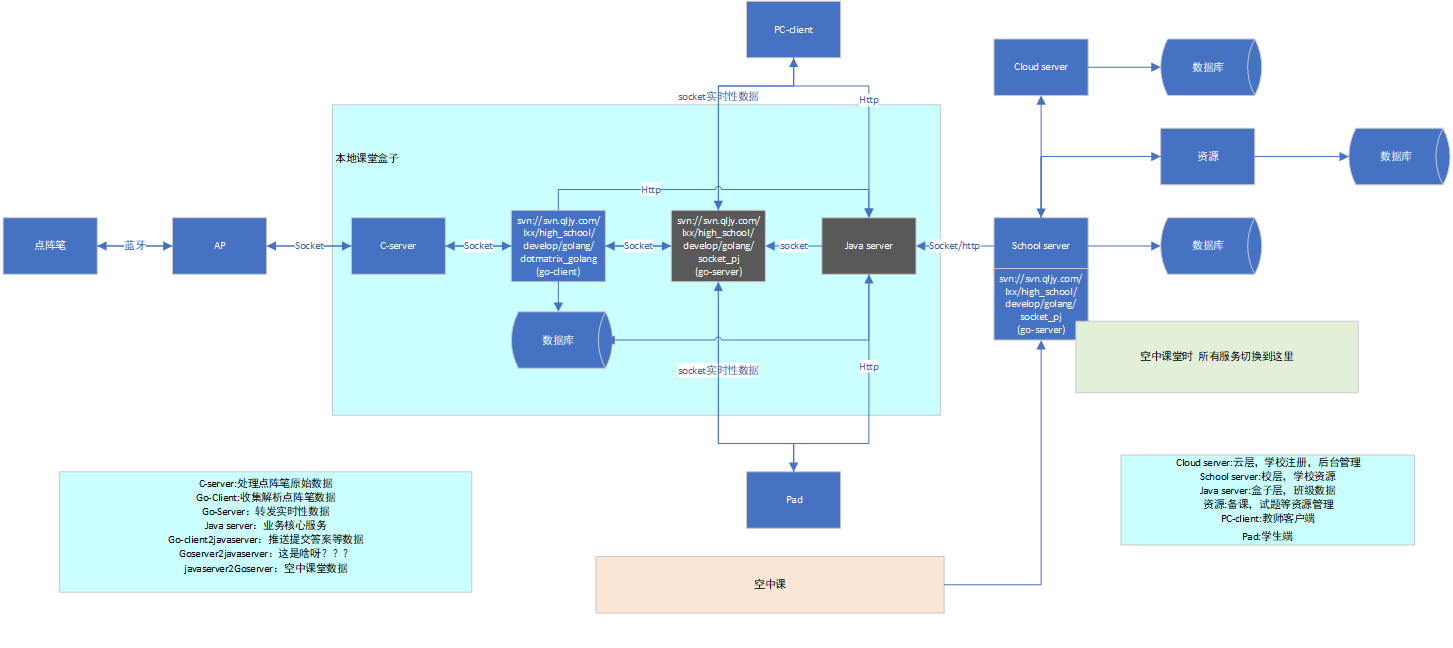 PC-client
Cloud server
数据库
socket实时性数据
Http
本地课堂盒子
资源
数据库
Http
点阵笔
蓝牙
AP
Socket
C-server
Socket
svn://svn.qljy.com/
lxx/high_school/
develop/golang/
dotmatrix_golang
(go-client)
Socket
svn://svn.qljy.com/
lxx/high_school/
develop/golang/
socket_pj
(go-server)
socket
Java server
Socket/http
School server
数据库
svn://svn.qljy.com/
lxx/high_school/
develop/golang/
socket_pj
(go-server)
数据库
空中课堂时 所有服务切换到这里
socket实时性数据
Http
Pad
C-server:处理点阵笔原始数据
Go-Client:收集解析点阵笔数据
Go-Server：转发实时性数据
Java server：业务核心服务
Go-client2javaserver：推送提交答案等数据
Goserver2javaserver：这是啥呀？？？
javaserver2Goserver：空中课堂数据
Cloud server:云层，学校注册，后台管理
School server:校层，学校资源
Java server:盒子层，班级数据
资源:备课，试题等资源管理
PC-client:教师客户端
Pad:学生端
空中课